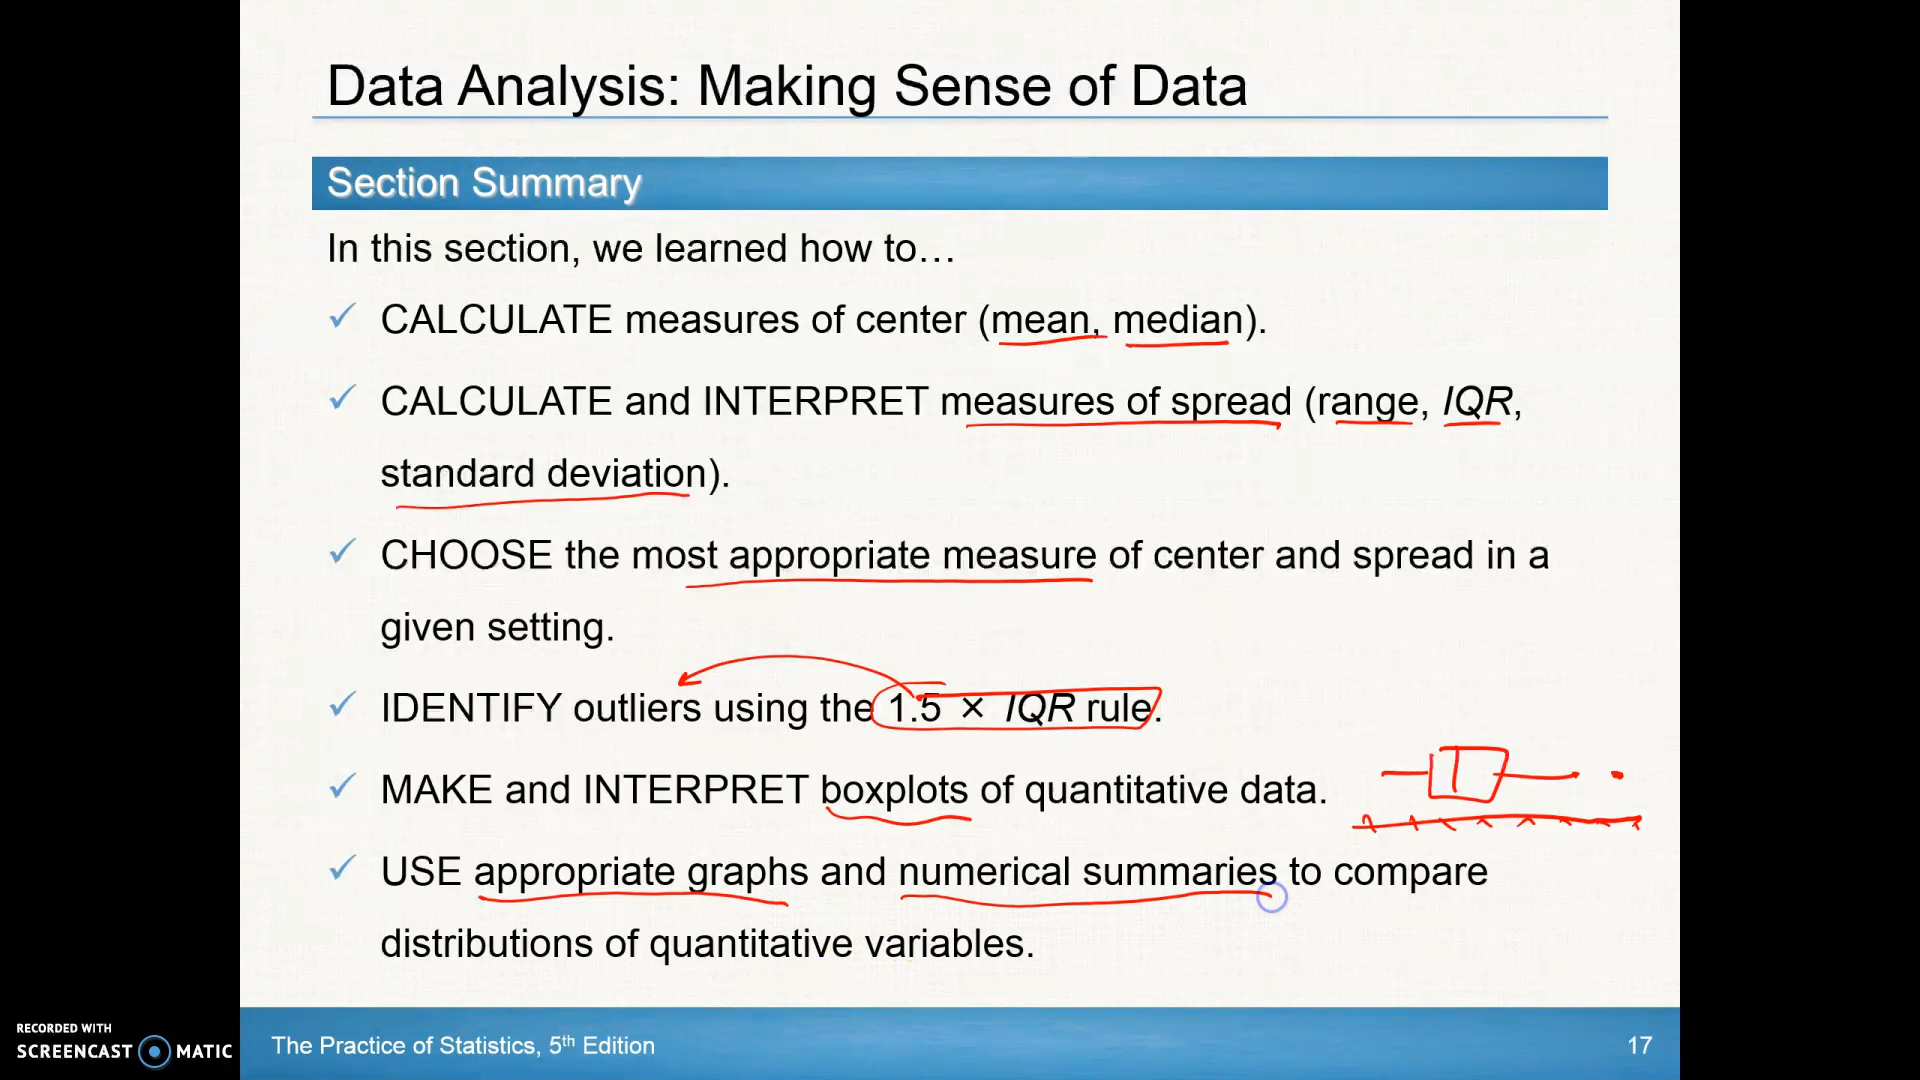 Data Analysis: Making Sense of Data
Section Summary
In this section, we learned how to…
✓ CALCULATE measures of center (mean, median).
✓ CALCULATE and INTERPRET measures of spread (range, IQR,
standard deviation).
✓ CHOOSE the most appropriate measure of center and spread in a
given setting.
✓ IDENTIFY outliers using the 1.5 × IQR rule.
✓ MAKE and INTERPRET boxplots of quantitative data.
✓ USE appropriate graphs and numerical summaries to compare
distributions of quantitative variables.
RECORDED WITH
SCREENCAST MATIC
The Practice of Statistics, 5th Edition
17